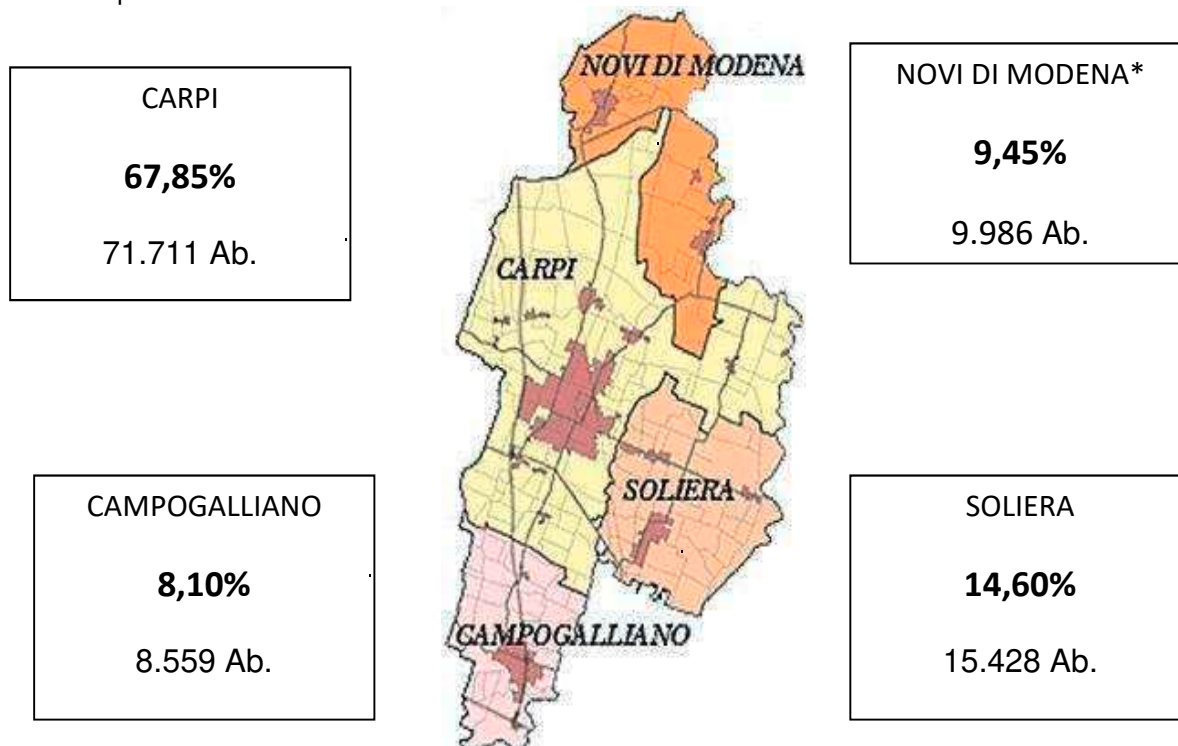 CARPI
67,85%
71.711 Ab.
NOVI DI MODENA*
9,45%
9.986 Ab.
NOVI DI MODENA
CARPI
SOLIERA
CAMPOGALLIANO
CAMPOGALLIANO
8,10%
8.559 Ab.
SOLIERA
14,60%
15.428 Ab.